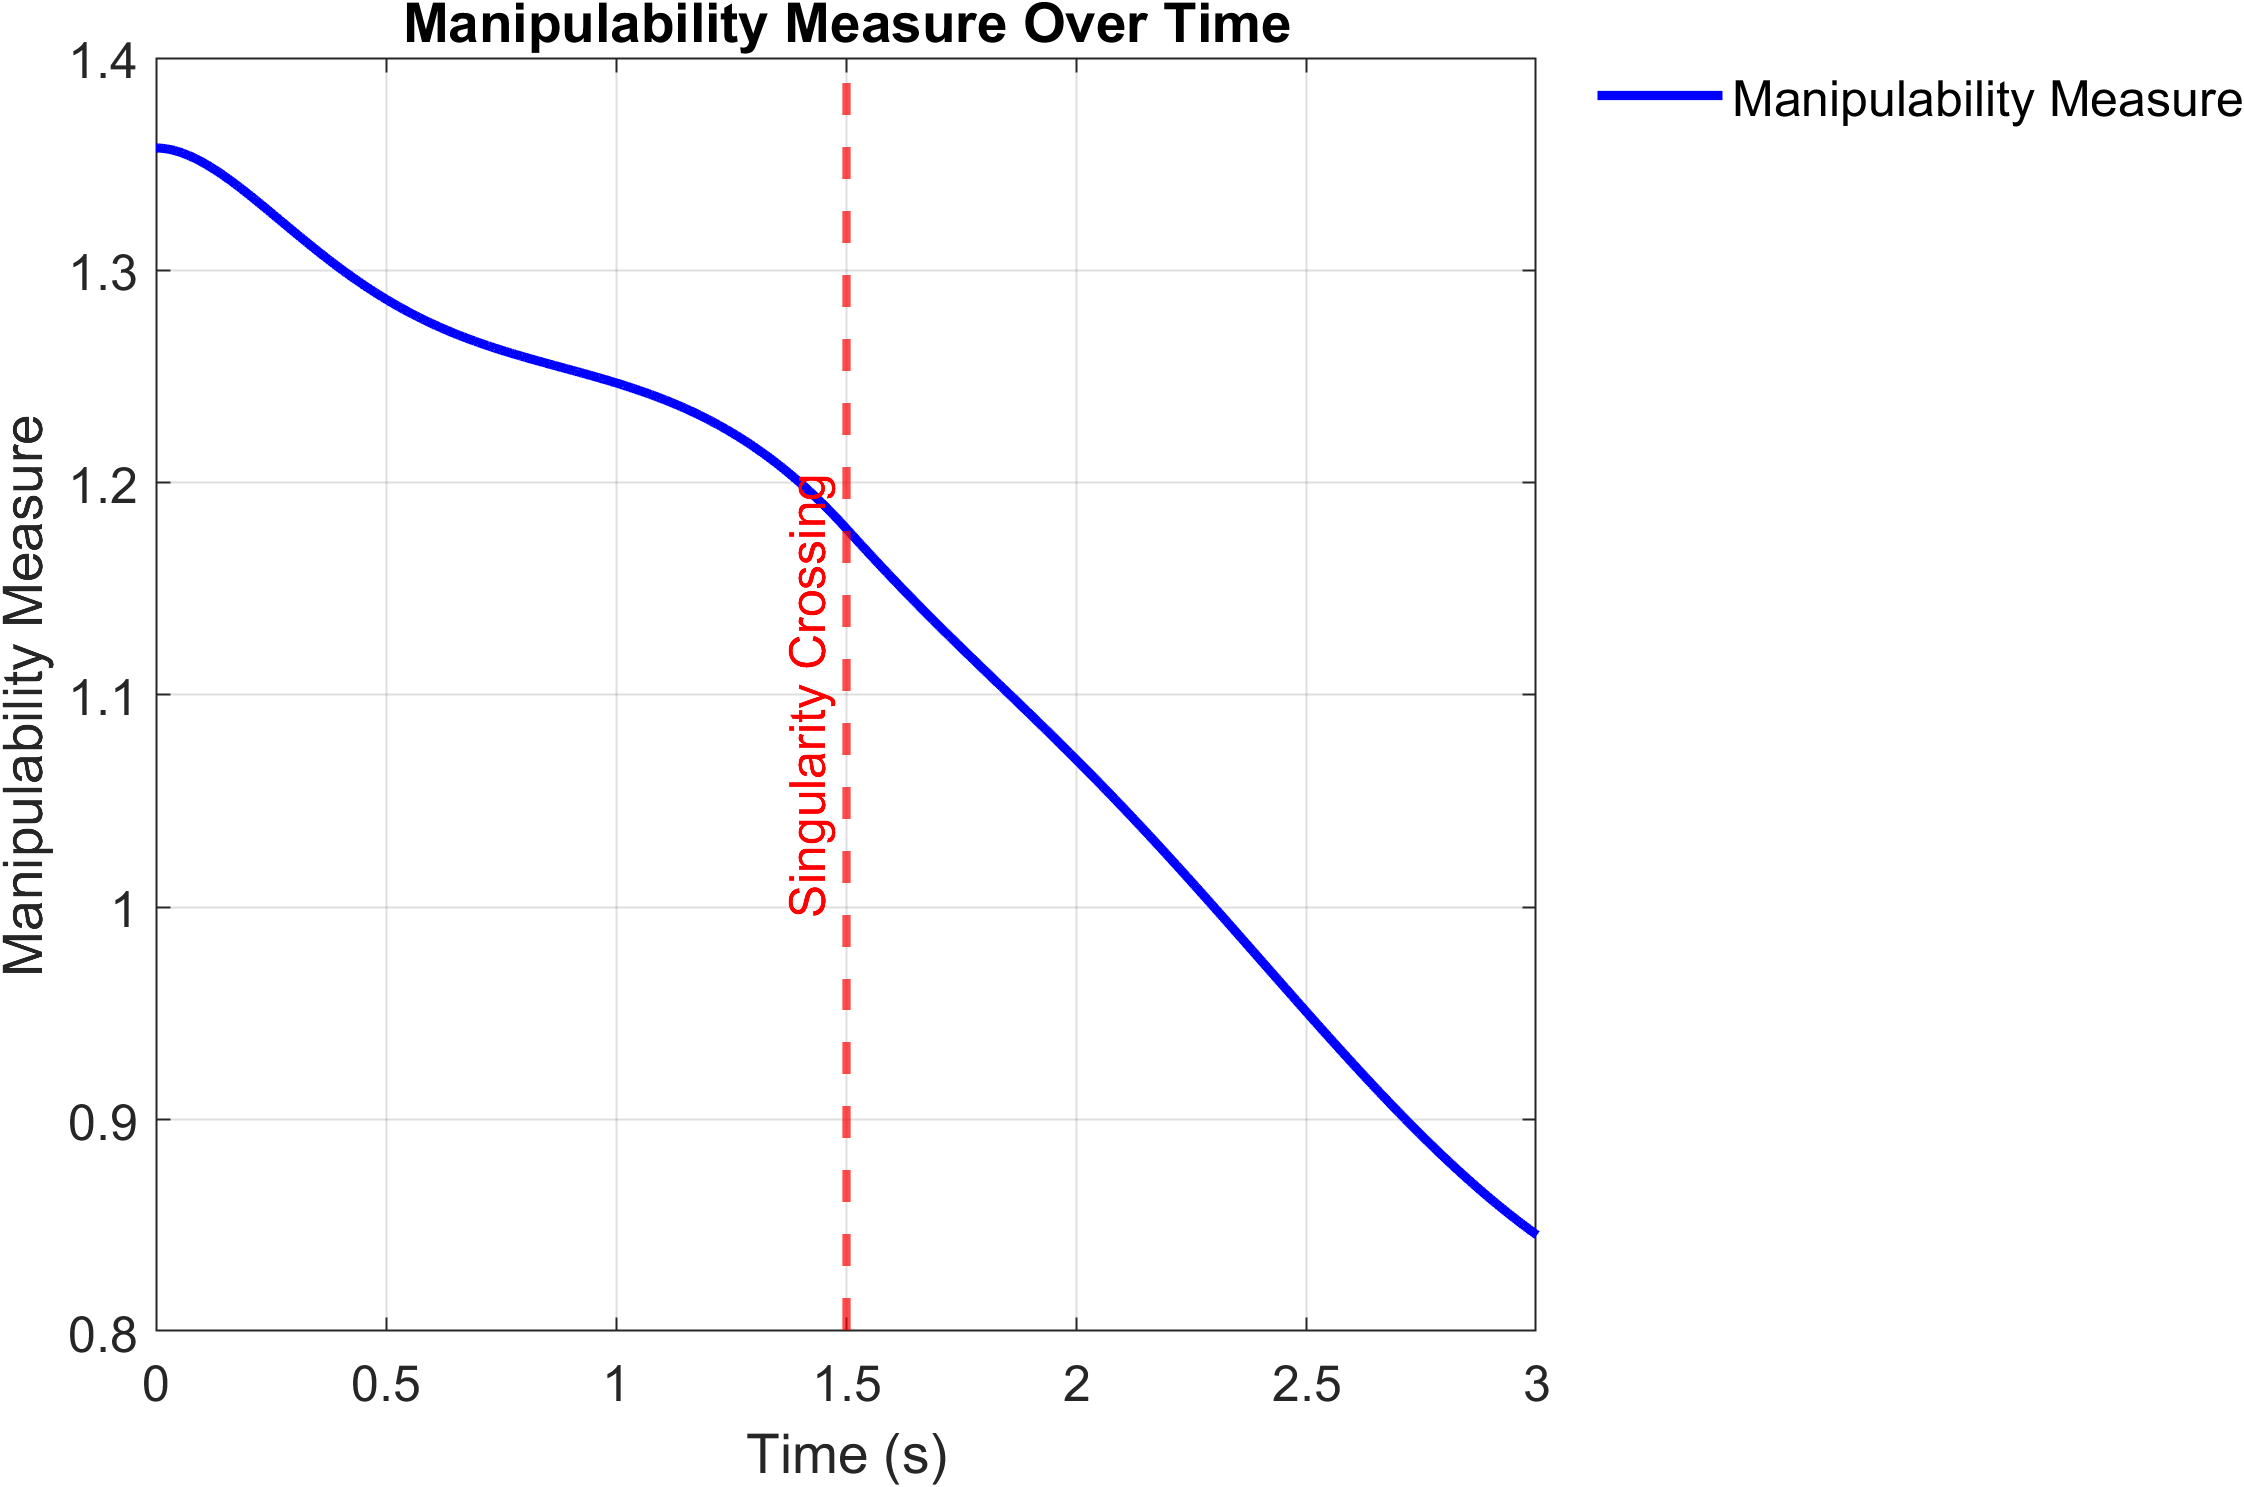 Manipulability Measure Over Time
Manipulability Measure
1.4
1.3
1.2
1.1
1
0.9
0.8
Manipulability Measure
Singularity Crossing
0
0.5
1
1.5
2
2.5
3
Time (s)